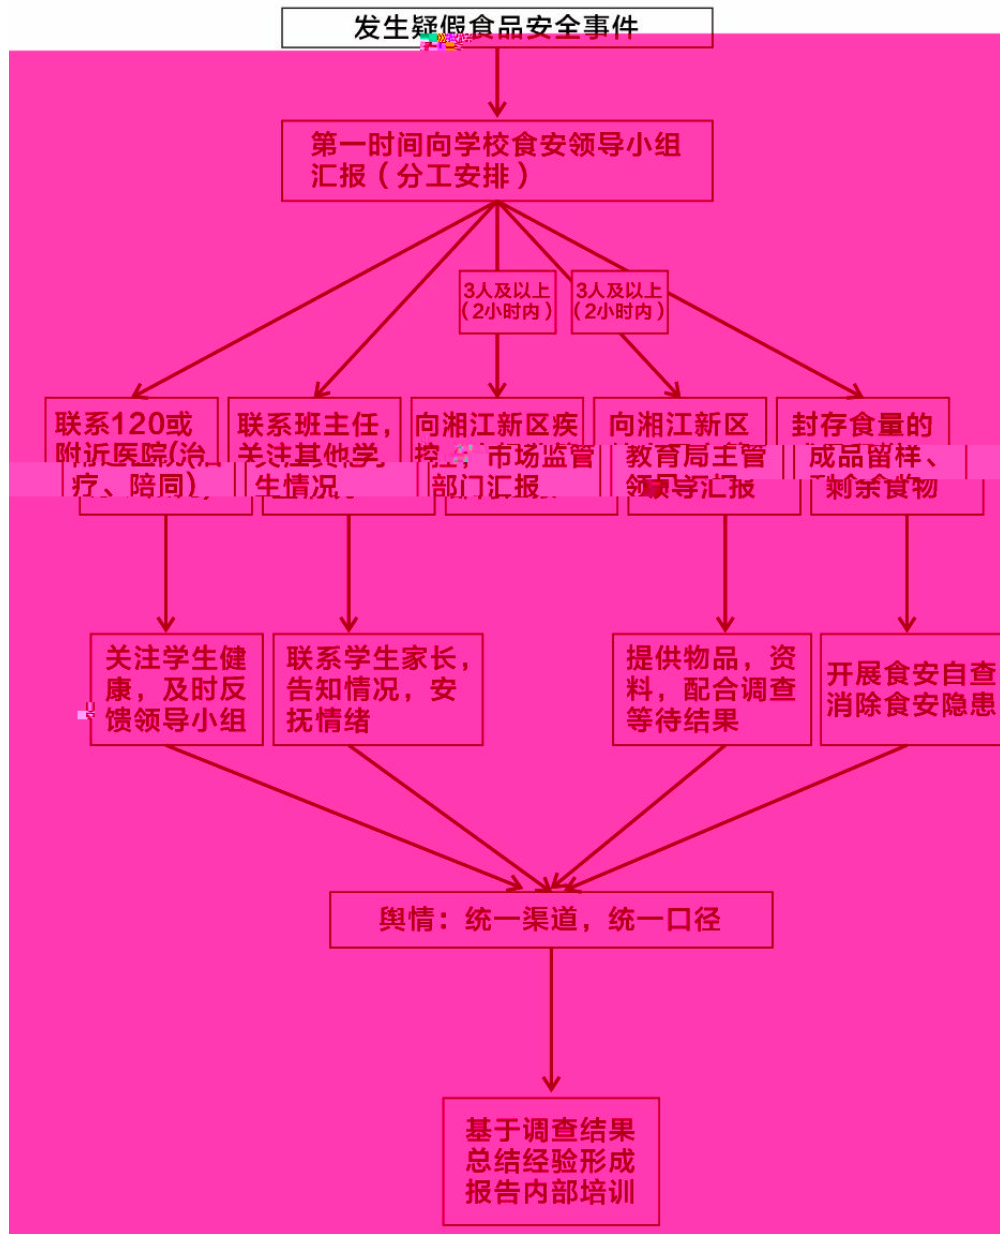 发生疑假食品安全事件
第一时间向学校食安领导小组
汇报（分工安排）
3人及以上
（2小时内）
3人及以上
（2小时内）
联系120或
附近医院(治
疗、陪同)
联系班主任，
关注其他学
生情况
向湘江新区疾
市场监管
部门汇报
向湘江新区
教育局主管
领导汇报
封存食量的
成品留样、
剩余食物
关注学生健
康，及时反
馈领导小组
联系学生家长，
告知情况，安
抚情绪
提供物品，资
料，配合调查
等待结果
开展食安自查
消除食安隐患
舆情：统一渠道，统一口径
基于调查结果
总结经验形成
报告内部培训